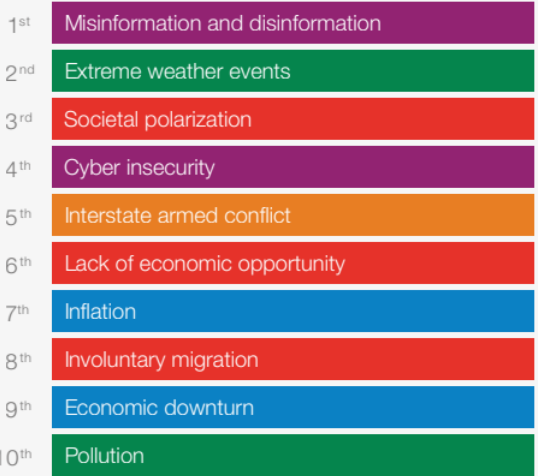 1st Misinformation and disinformation
2nd Extreme weather events
3rd Societal polarization
4th Cyber insecurity
5th Interstate armed conflict
6th Lack of economic opportunity
7th Inflation
8th Involuntary migration
9th Economic downturn
10th Pollution